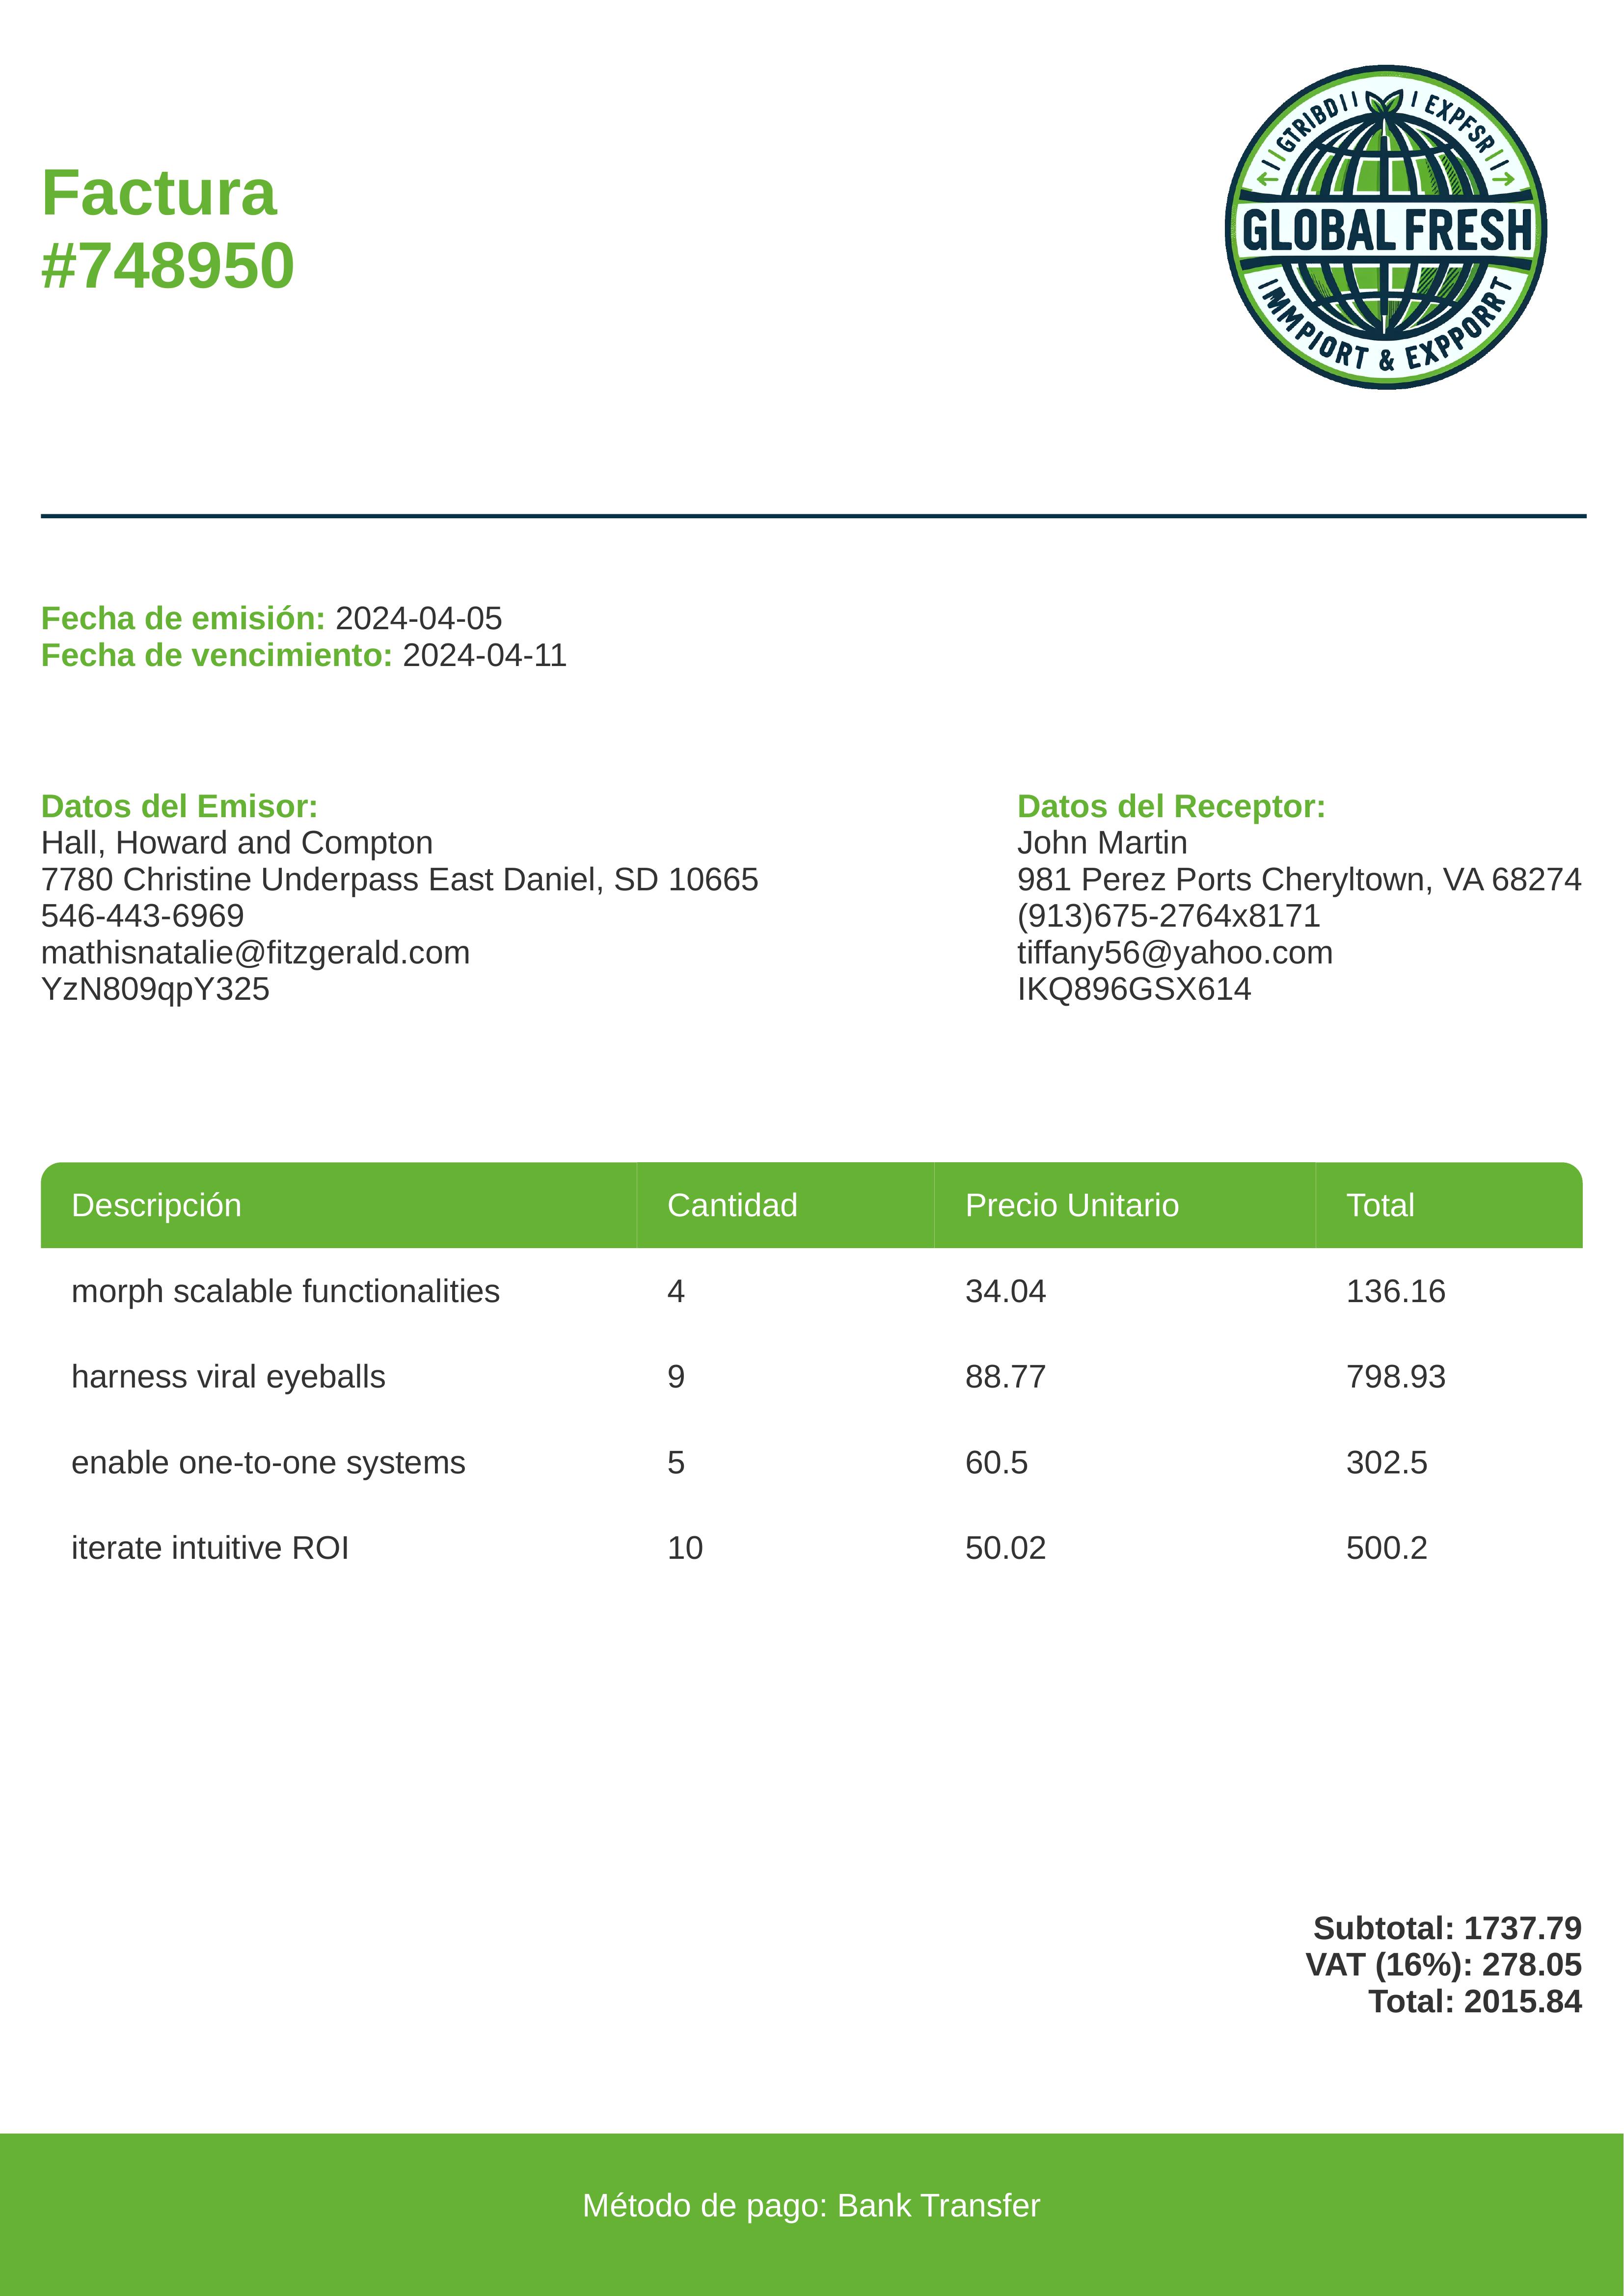 Factura
#748950
GTRIBD EXPFSR
GLOBAL FRESH
IMMPIORT & EXPPORRT
Fecha de emisión: 2024-04-05
Fecha de vencimiento: 2024-04-11
Datos del Emisor:
Hall, Howard and Compton
7780 Christine Underpass East Daniel, SD 10665
546-443-6969
mathisnatalie@fitzgerald.com
YzN809qpY325
Datos del Receptor:
John Martin
981 Perez Ports Cheryltown, VA 68274
(913)675-2764x8171
tiffany56@yahoo.com
IKQ896GSX614
Descripción Cantidad Precio Unitario Total
morph scalable functionalities 4 34.04 136.16
harness viral eyeballs 9 88.77 798.93
enable one-to-one systems 5 60.5 302.5
iterate intuitive ROI 10 50.02 500.2
Subtotal: 1737.79
VAT (16%): 278.05
Total: 2015.84
Método de pago: Bank Transfer